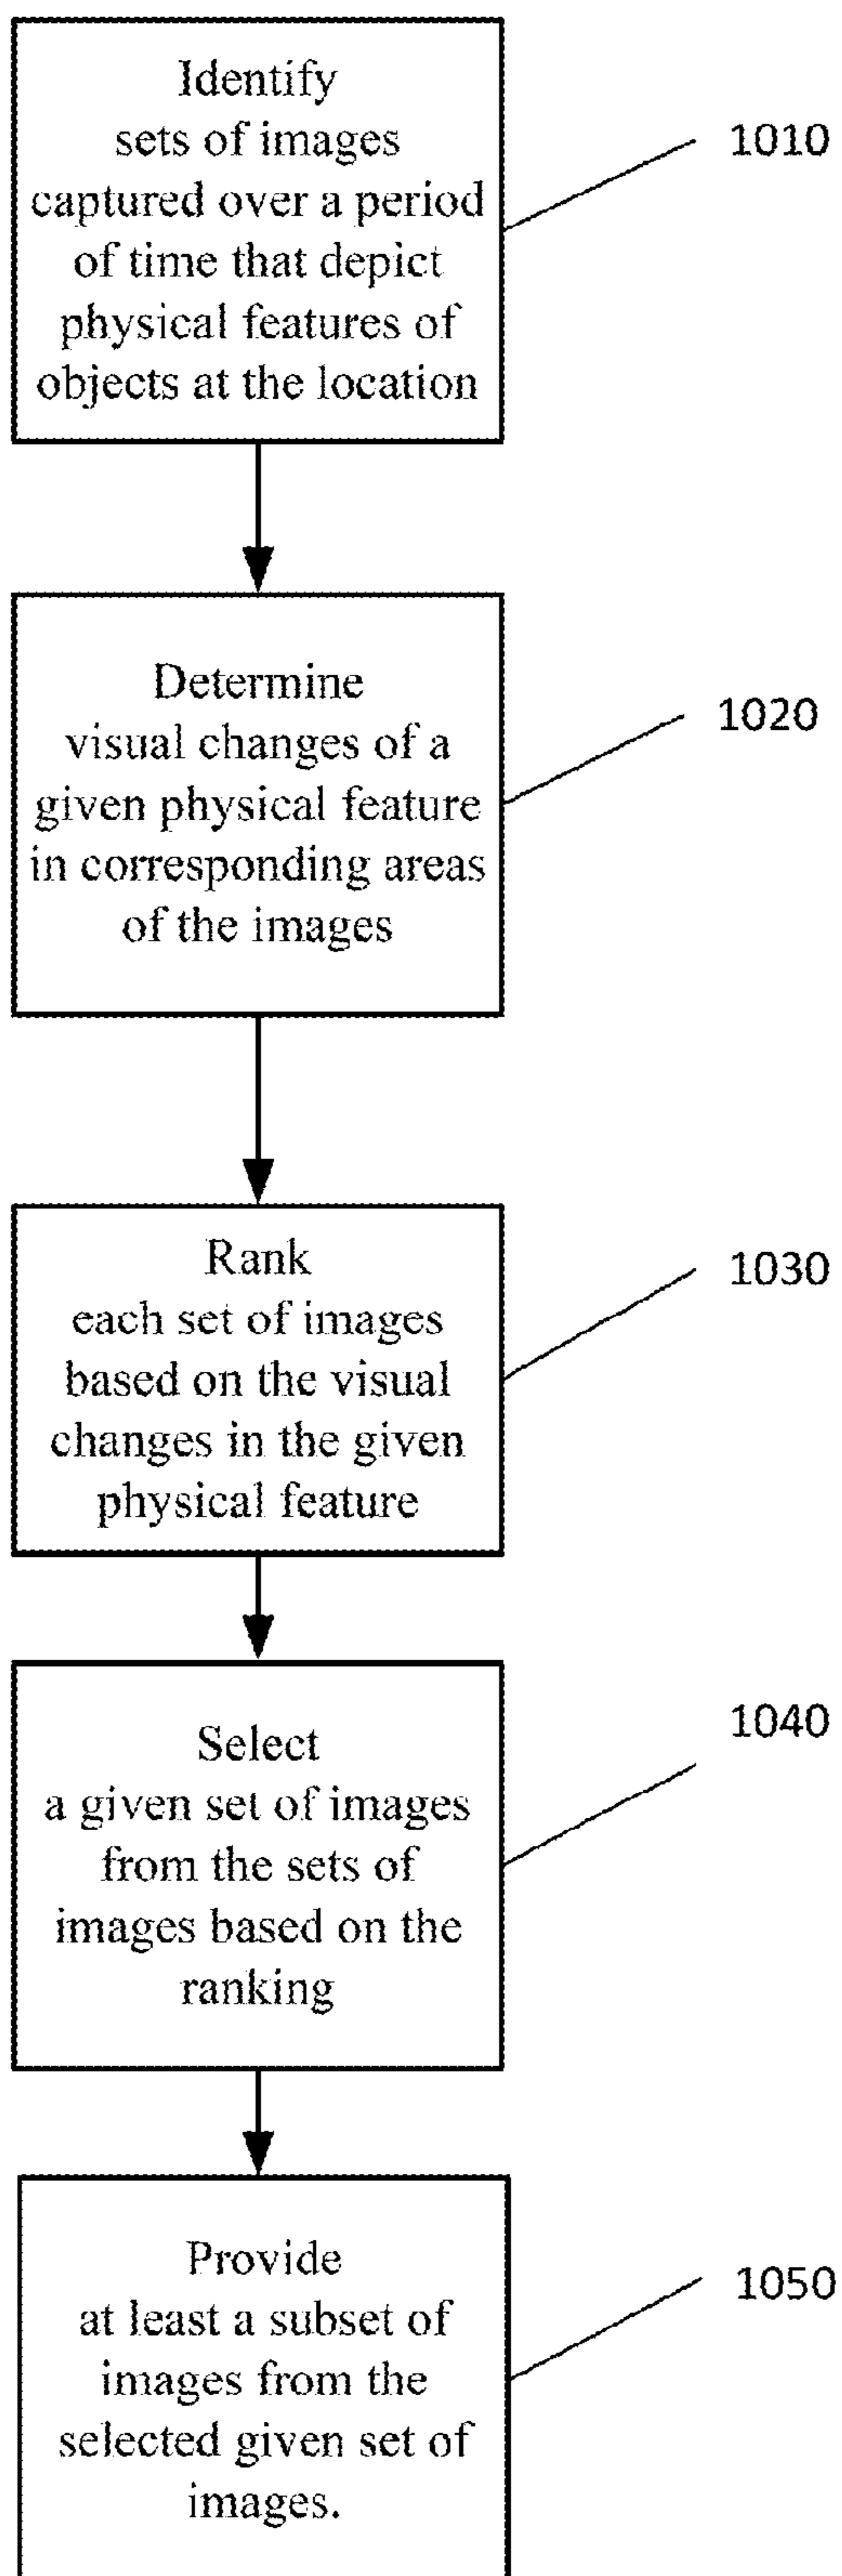 Identify
sets of images
captured over a period
of time that depict
physical features of
objects at the location
1010
Determine
visual changes of a
given physical feature
in corresponding areas
of the images
1020
Rank
each set of images
based on the visual
changes in the given
physical feature
1030
Select
a given set of images
from the sets of
images based on the
ranking
1040
Provide
at least a subset of
images from the
selected given set of
images.
1050